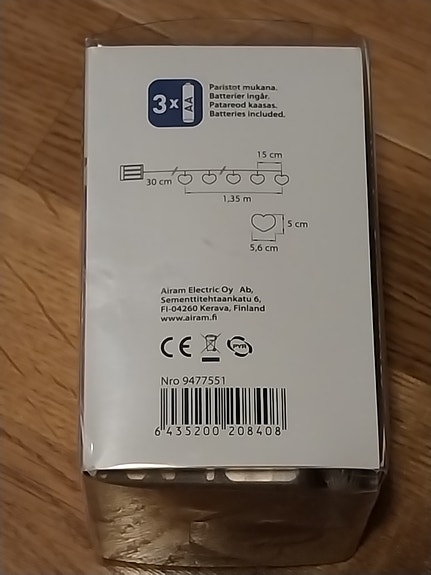 3x AA
Paristot mukana.
Batterier ingår.
Patareod kaasas.
Batteries included.
15 cm
30 cm
1,35 m
5 cm
5,6 cm
Airam Electric Oy Ab,
Sementtitehtaankatu 6,
FI-04260 Kerava, Finland
www.airam.fi
CE PYR
Nro 9477551
6 435200 208408